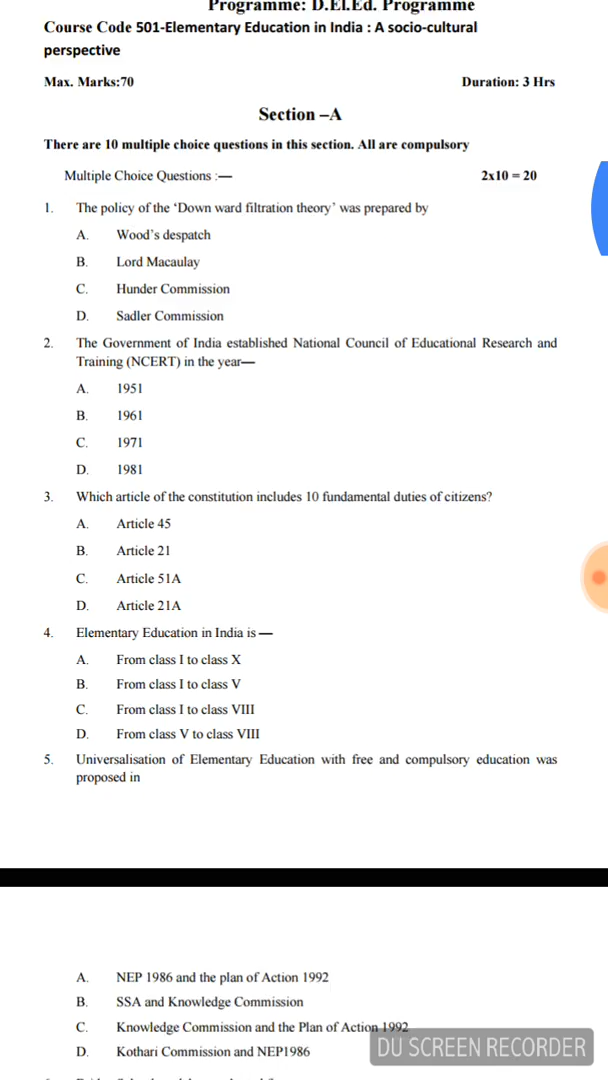 Programme: D.El.Ed. Programme
Course Code 501-Elementary Education in India : A socio-cultural
perspective
Max. Marks:70 Duration: 3 Hrs
Section –A
There are 10 multiple choice questions in this section. All are compulsory
Multiple Choice Questions :— 2x10 = 20
1. The policy of the ‘Down ward filtration theory’ was prepared by
A. Wood’s despatch
B. Lord Macaulay
C. Hunder Commission
D. Sadler Commission
2. The Government of India established National Council of Educational Research and
Training (NCERT) in the year—
A. 1951
B. 1961
C. 1971
D. 1981
3. Which article of the constitution includes 10 fundamental duties of citizens?
A. Article 45
B. Article 21
C. Article 51A
D. Article 21A
4. Elementary Education in India is —
A. From class I to class X
B. From class I to class V
C. From class I to class VIII
D. From class V to class VIII
5. Universalisation of Elementary Education with free and compulsory education was
proposed in
A. NEP 1986 and the plan of Action 1992
B. SSA and Knowledge Commission
C. Knowledge Commission and the Plan of Action 1992
D. Kothari Commission and NEP1986
DU SCREEN RECORDER